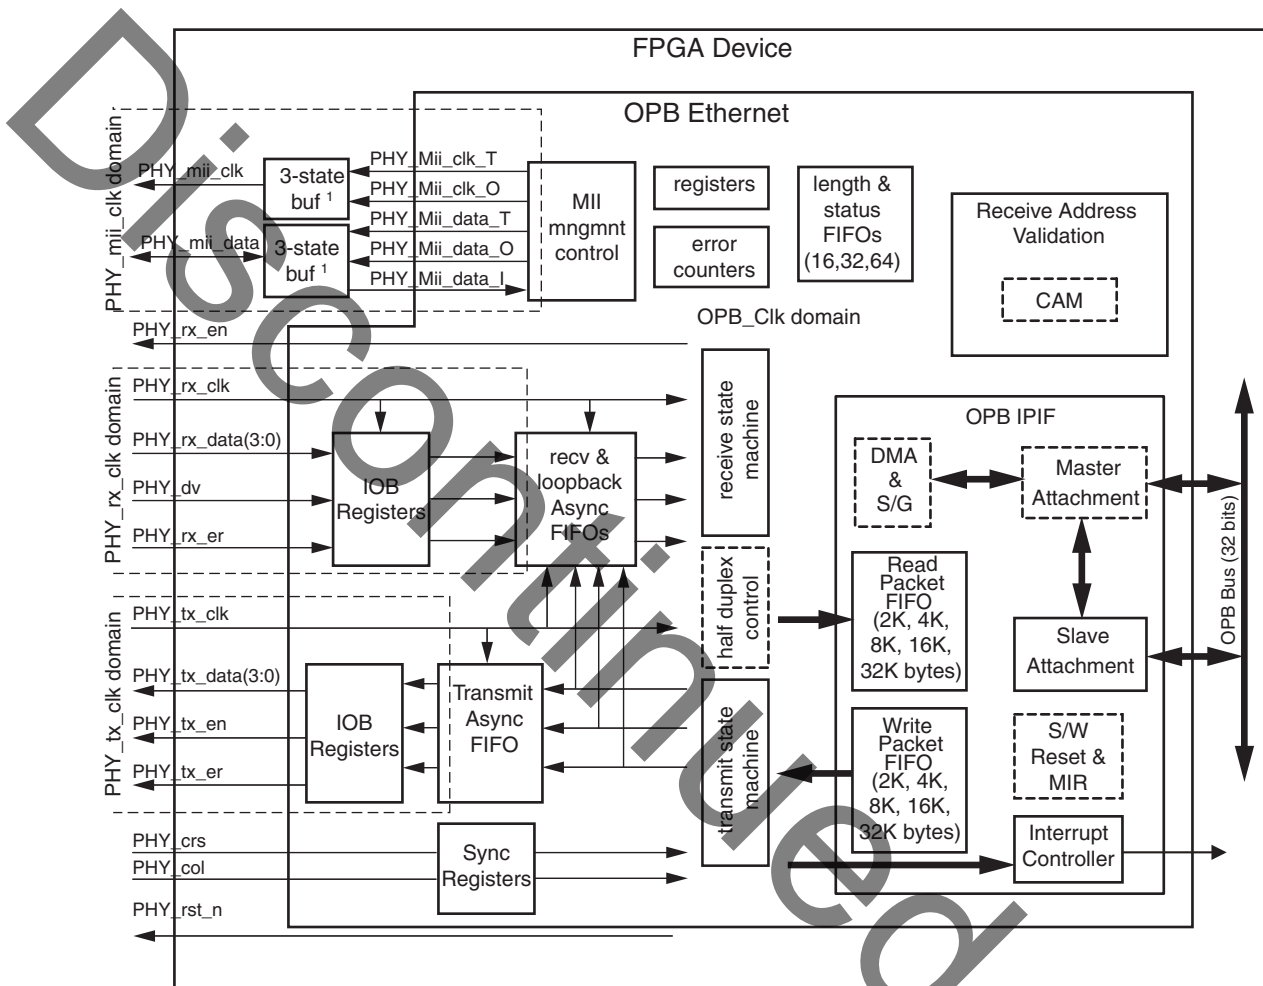 FPGA Device
OPB Ethernet
PHY_mii_clk domain
PHY_mii_clk
3-state
buf 1
PHY_Mii_clk_T
PHY_Mii_clk_O
PHY_Mii_data_T
PHY_mii_data
3-state
buf 1
PHY_Mii_data_O
PHY_Mii_data_I
MII
mngmnt
control
registers
error
counters
length &
status
FIFOs
(16,32,64)
Receive Address
Validation
CAM
OPB_Clk domain
PHY_rx_en
PHY_rx_clk domain
PHY_rx_clk
PHY_rx_data(3:0)
PHY_dv
PHY_rx_er
IOB
Registers
recv &
loopback
Async
FIFOs
receive state
machine
half duplex
control
OPB IPIF
DMA
&
S/G
Master
Attachment
Read
Packet
FIFO
(2K, 4K,
8K, 16K,
32K bytes)
Slave
Attachment
OPB Bus (32 bits)
PHY_tx_clk domain
PHY_tx_clk
PHY_tx_data(3:0)
PHY_tx_en
PHY_tx_er
IOB
Registers
Transmit
Async
FIFO
transmit state
machine
Write
Packet
FIFO
(2K, 4K,
8K, 16K,
32K bytes)
S/W
Reset &
MIR
Interrupt
Controller
PHY_crs
PHY_col
Sync
Registers
PHY_rst_n
Discontinued